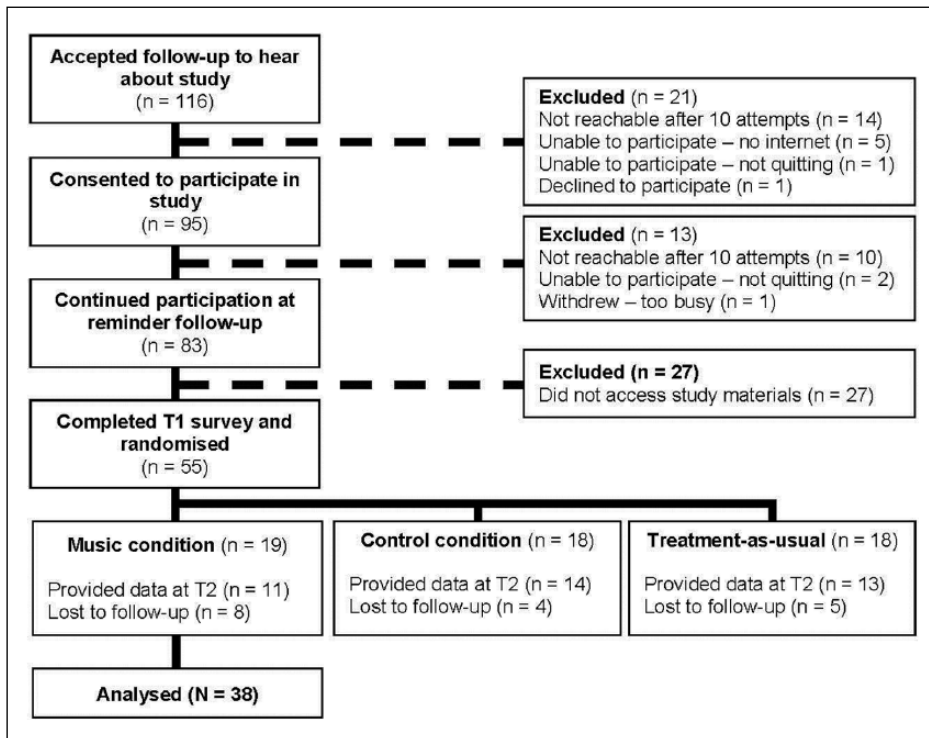 Accepted follow-up to hear
about study
(n = 116)
Excluded (n = 21)
Not reachable after 10 attempts (n = 14)
Unable to participate – no internet (n = 5)
Unable to participate – not quitting (n = 1)
Declined to participate (n = 1)
Consented to participate in
study
(n = 95)
Excluded (n = 13)
Not reachable after 10 attempts (n = 10)
Unable to participate – not quitting (n = 2)
Withdrew – too busy (n = 1)
Continued participation at
reminder follow-up
(n = 83)
Excluded (n = 27)
Did not access study materials (n = 27)
Completed T1 survey and
randomised
(n = 55)
Music condition (n = 19)
Provided data at T2 (n = 11)
Lost to follow-up (n = 8)
Control condition (n = 18)
Provided data at T2 (n = 14)
Lost to follow-up (n = 4)
Treatment-as-usual (n = 18)
Provided data at T2 (n = 13)
Lost to follow-up (n = 5)
Analysed (N = 38)